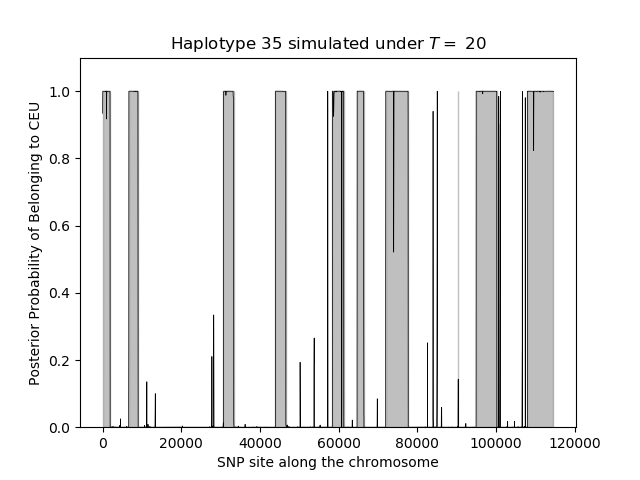 Haplotype 35 simulated under T = 20
Posterior Probability of Belonging to CEU
1.0
0.8
0.6
0.4
0.2
0.0
0 20000 40000 60000 80000 100000 120000
SNP site along the chromosome